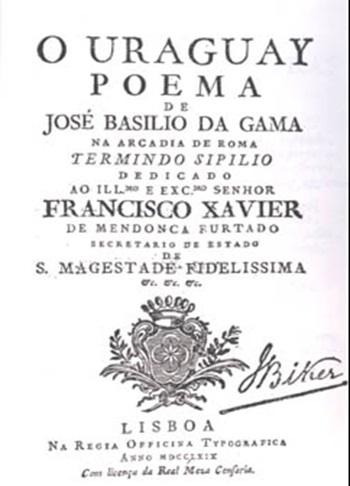 O URAGUAY
POEMA
DE
JOSÉ BASILIO DA GAMA
NA ARCADIA DE ROMA
TERMINDO SIPILIO
DEDICADO
AO ILL.MO E EXC.MO SENHOR
FRANCISCO XAVIER
DE MENDONCA FURTADO
SECRETARIO DE ESTADO
DE
S. MAGESTADE FIDELISSIMA
&c. &c. &c.
JBiker
LISBOA
NA REGIA OFFICINA TYPOGRAFICA
ANNO MDCCLXIX
Com licença da Real Meza Censoria.